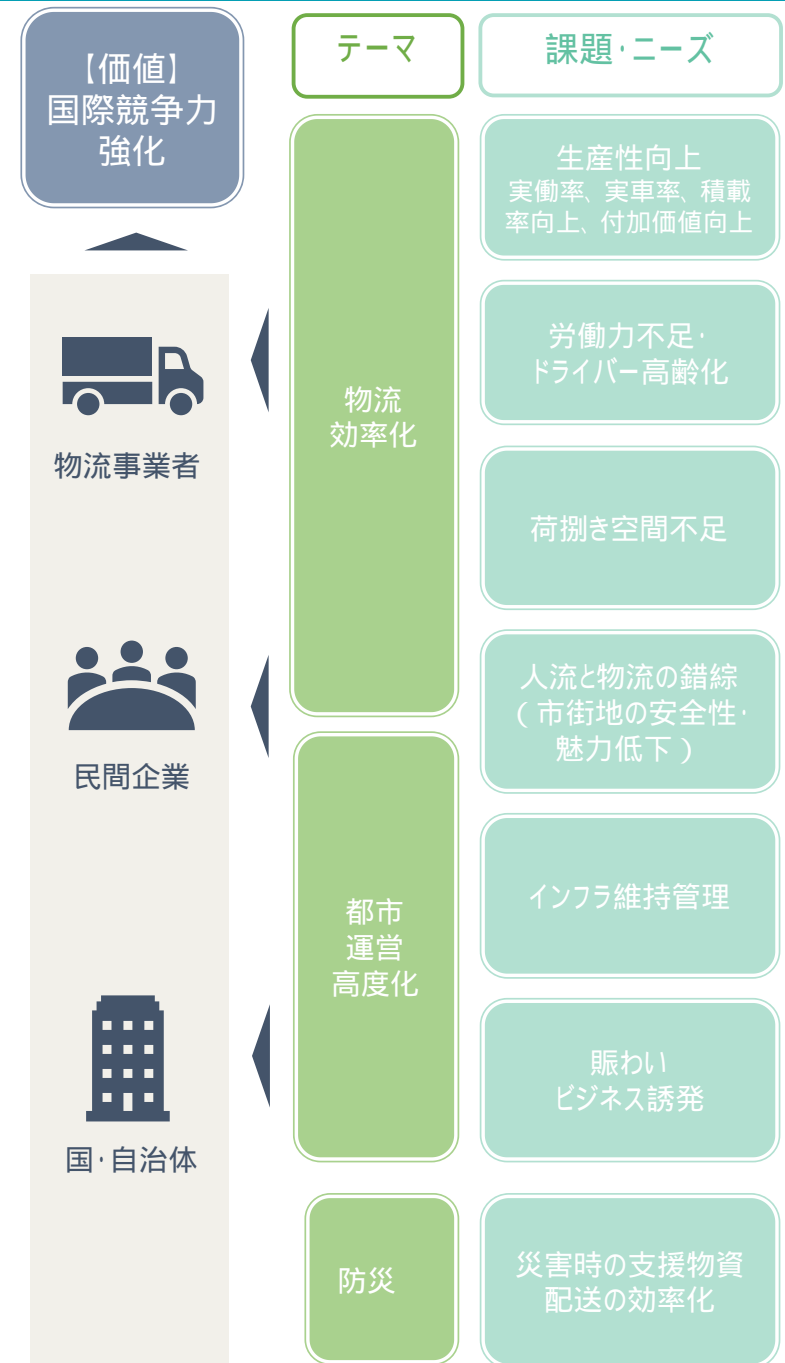 【価値】
国際競争力
強化
物流事業者
民間企業
国・自治体
テーマ
物流
効率化
都市
運営
高度化
防災
課題・ニーズ
生産性向上
実働率、実車率、積載
率向上、付加価値向上
労働力不足・
ドライバー高齢化
荷捌き空間不足
人流と物流の錯綜
(市街地の安全性・
魅力低下)
インフラ維持管理
賑わい
ビジネス誘発
災害時の支援物資
配送の効率化